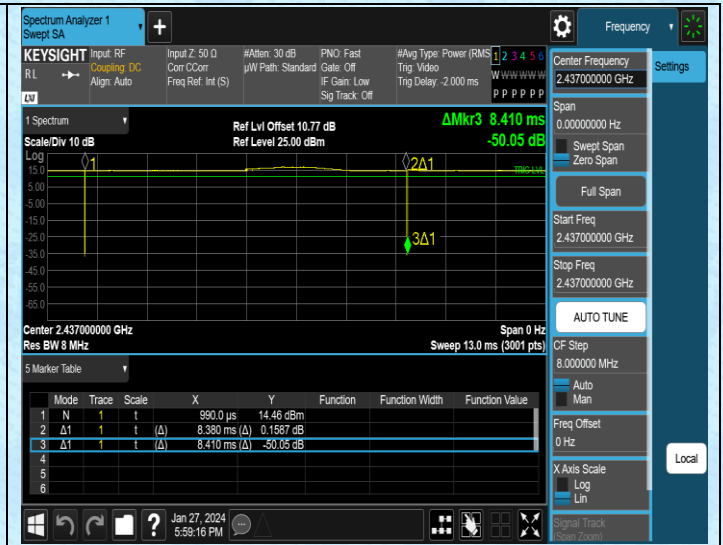 Spectrum Analyzer 1
Swept SA
Frequency
KEYSIGHT
RL
LXI
Input: RF
Coupling: DC
Align: Auto
Input Z: 50 Ω
Corr CCorr
Freq Ref: Int (S)
#Atten: 30 dB
µW Path: Standard
PNO: Fast
Gate: Off
IF Gain: Low
Sig Track: Off
#Avg Type: Power (RMS
Trig: Video
Trig Delay: -2.000 ms
1 2 3 4 5 6
W W W W W W
P P P P P P
1 Spectrum
Scale/Div 10 dB
Ref Lvl Offset 10.77 dB
Ref Level 25.00 dBm
ΔMkr3 8.410 ms
-50.05 dB
Log
15.0
5.00
-5.00
-15.0
-25.0
-35.0
-45.0
-55.0
-65.0
1
2Δ1
TRIG LVL
3Δ1
Center 2.437000000 GHz
Res BW 8 MHz
Span 0 Hz
Sweep 13.0 ms (3001 pts)
5 Marker Table
Mode Trace Scale X Y Function Function Width Function Value
1 N 1 t 990.0 µs 14.46 dBm
2 Δ1 1 t (Δ) 8.380 ms (Δ) 0.1587 dB
3 Δ1 1 t (Δ) 8.410 ms (Δ) -50.05 dB
4
5
6
?
Jan 27, 2024
5:59:16 PM
Center Frequency
2.437000000 GHz
Span
0.00000000 Hz
Swept Span
Zero Span
Full Span
Start Freq
2.437000000 GHz
Stop Freq
2.437000000 GHz
AUTO TUNE
CF Step
8.000000 MHz
Auto
Man
Freq Offset
0 Hz
X Axis Scale
Log
Lin
Signal Track
(Span Zoom)
Settings
Local